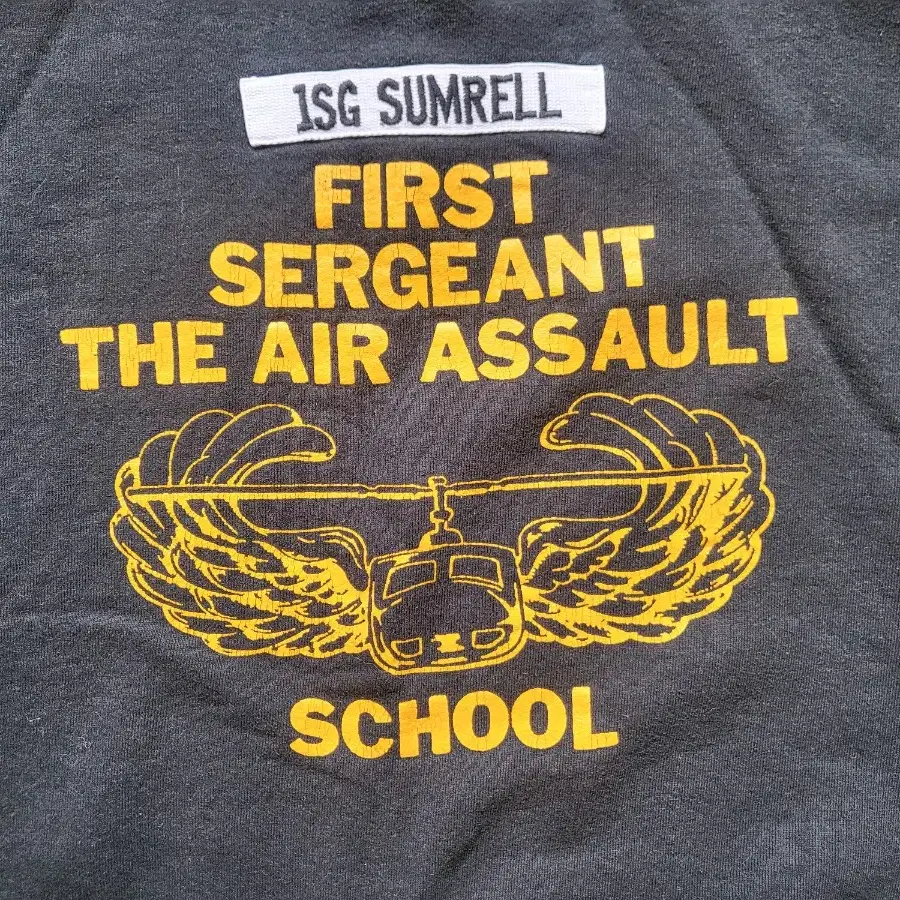 1SG SUMRELL
FIRST
SERGEANT
THE AIR ASSAULT
SCHOOL